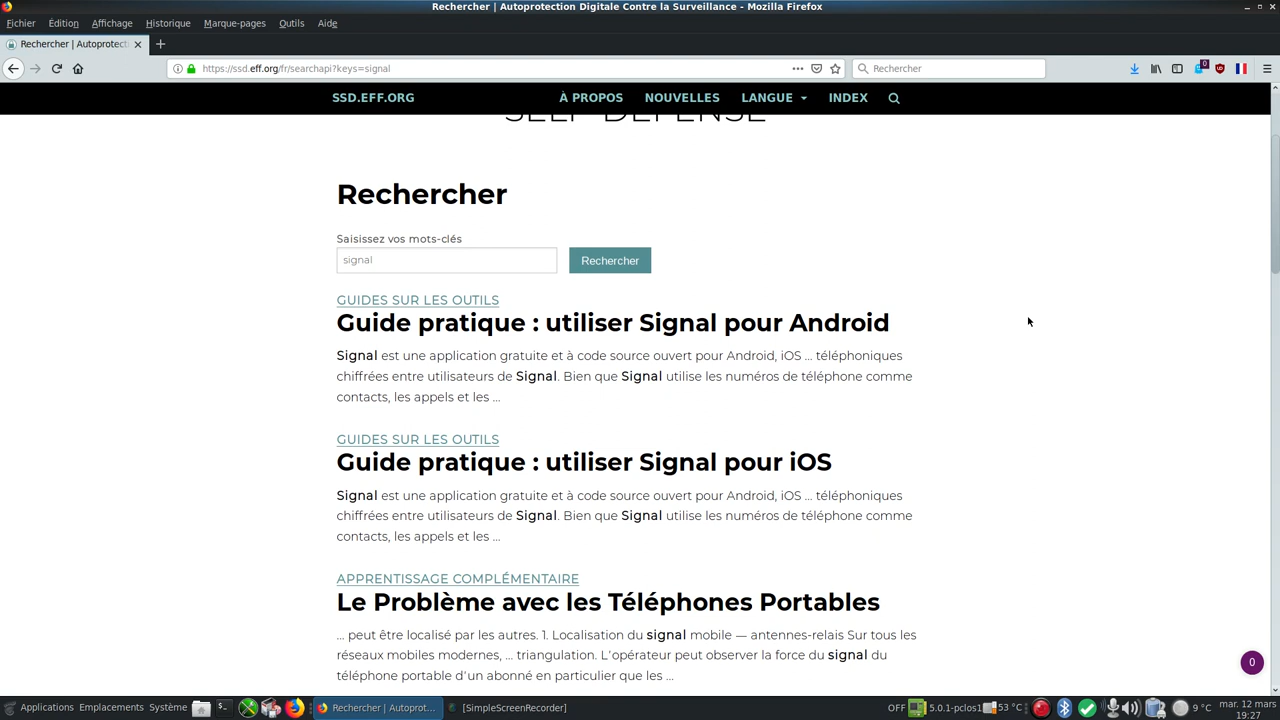 Rechercher | Autoprotection Digitale Contre la Surveillance - Mozilla Firefox
Fichier Édition Affichage Historique Marque-pages Outils Aide
Rechercher | Autoprotect
https://ssd.eff.org/fr/searchapi?keys=signal
Rechercher
0
SSD.EFF.ORG À PROPOS NOUVELLES LANGUE INDEX
SELF-DEFENSE
Rechercher
Saisissez vos mots-clés
signal
Rechercher
GUIDES SUR LES OUTILS
Guide pratique : utiliser Signal pour Android
Signal est une application gratuite et à code source ouvert pour Android, iOS ... téléphoniques
chiffrées entre utilisateurs de Signal. Bien que Signal utilise les numéros de téléphone comme
contacts, les appels et les ...
GUIDES SUR LES OUTILS
Guide pratique : utiliser Signal pour iOS
Signal est une application gratuite et à code source ouvert pour Android, iOS ... téléphoniques
chiffrées entre utilisateurs de Signal. Bien que Signal utilise les numéros de téléphone comme
contacts, les appels et les ...
APPRENTISSAGE COMPLÉMENTAIRE
Le Problème avec les Téléphones Portables
... peut être localisé par les autres. 1. Localisation du signal mobile — antennes-relais Sur tous les
réseaux mobiles modernes, ... triangulation. L'opérateur peut observer la force du signal du
téléphone portable d'un abonné en particulier que les ...
0
Applications Emplacements Système Rechercher | Autoprot... [SimpleScreenRecorder] OFF 5.0.1-pclos1 53 °C 9 °C mar. 12 mars
19:27